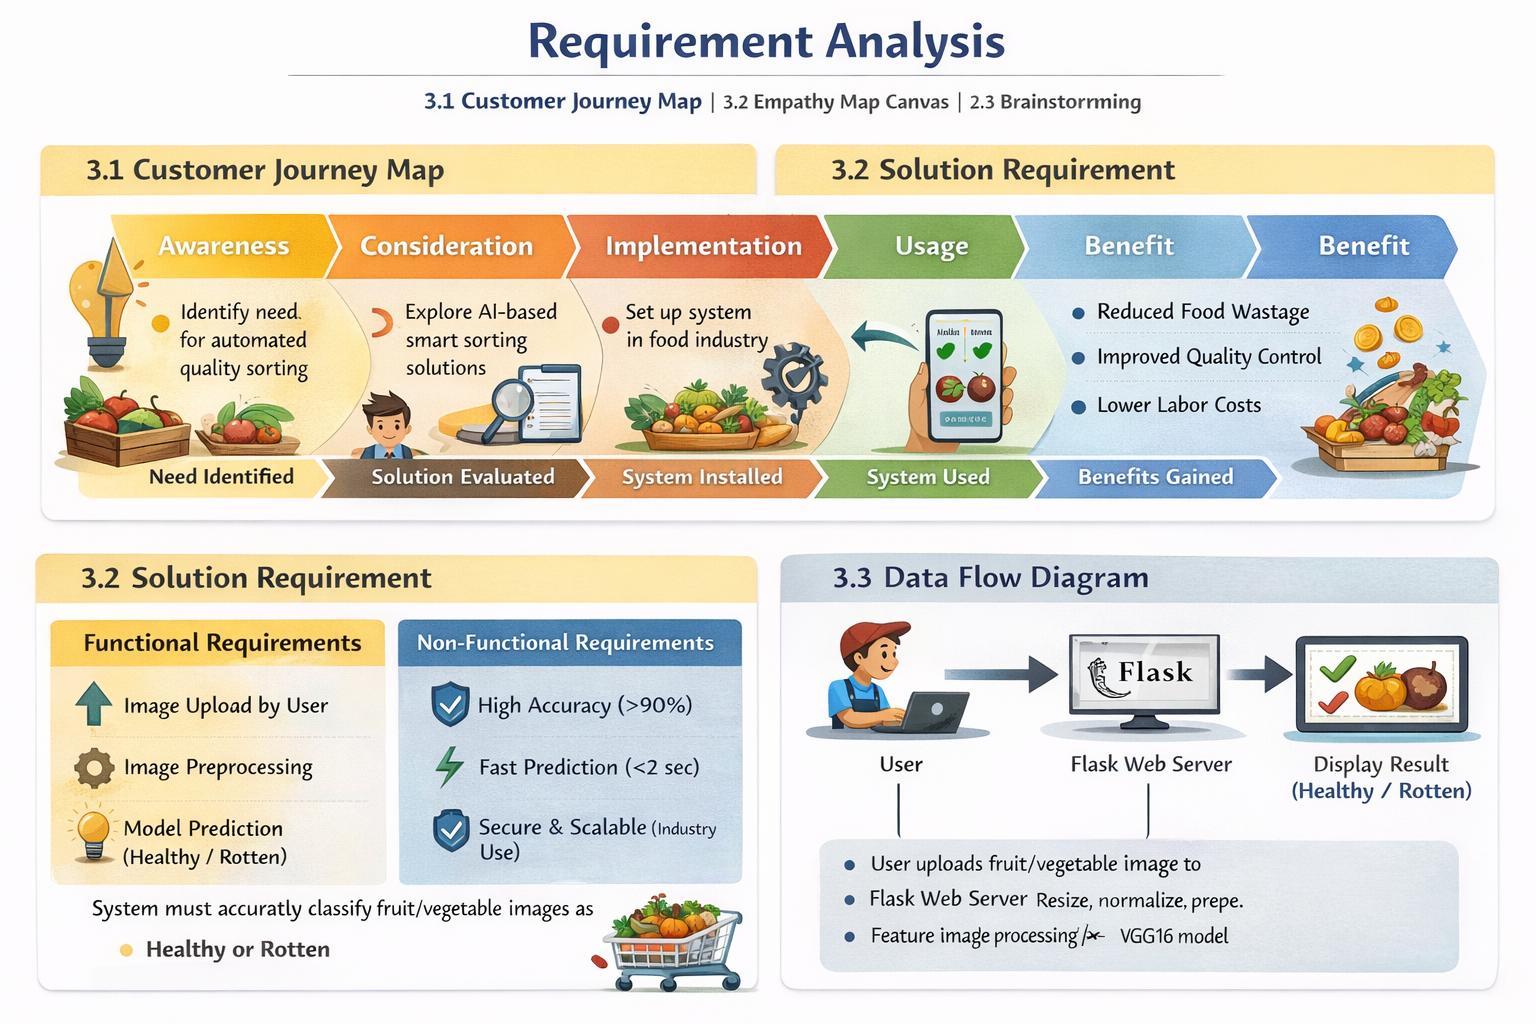 Requirement Analysis
3.1 Customer Journey Map | 3.2 Empathy Map Canvas | 2.3 Brainstorrming
3.1 Customer Journey Map
3.2 Solution Requirement
Awareness
Consideration
Implementation
Usage
Benefit
Benefit
Identify need.
for automated
quality sorting
Explore AI-based
smart sorting
solutions
Set up system
in food industry
Reduced Food Wastage
Improved Quality Control
Lower Labor Costs
Need Identified
Solution Evaluated
System Installed
System Used
Benefits Gained
3.2 Solution Requirement
Functional Requirements
Image Upload by User
Image Preprocessing
Model Prediction
(Healthy / Rotten)
Non-Functional Requirements
High Accuracy (>90%)
Fast Prediction (<2 sec)
Secure & Scalable (Industry
Use)
System must accuratly classify fruit/vegetable images as
Healthy or Rotten
3.3 Data Flow Diagram
Flask
User
Flask Web Server
Display Result
(Healthy / Rotten)
User uploads fruit/vegetable image to
Flask Web Server Resize, normalize, prepe.
Feature image processing/ VGG16 model